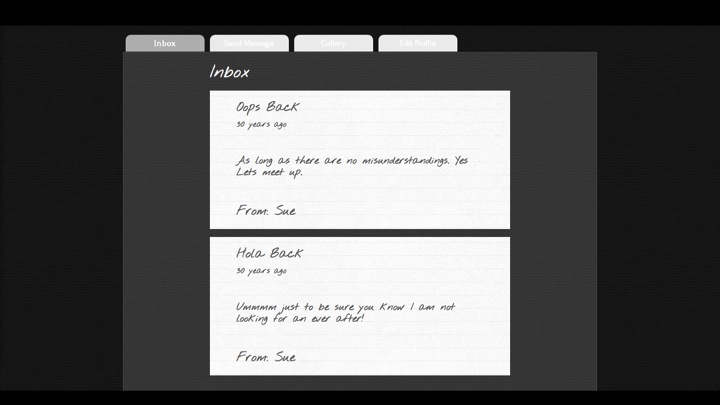 Inbox
Send Message
Gallery
Edit Profile
Inbox
Oops Back
30 years ago
As long as there are no misunderstandings. Yes
Lets meet up.
From: Sue
Hola Back
30 years ago
Ummmm just to be sure you know I am not
looking for an ever after!
From: Sue